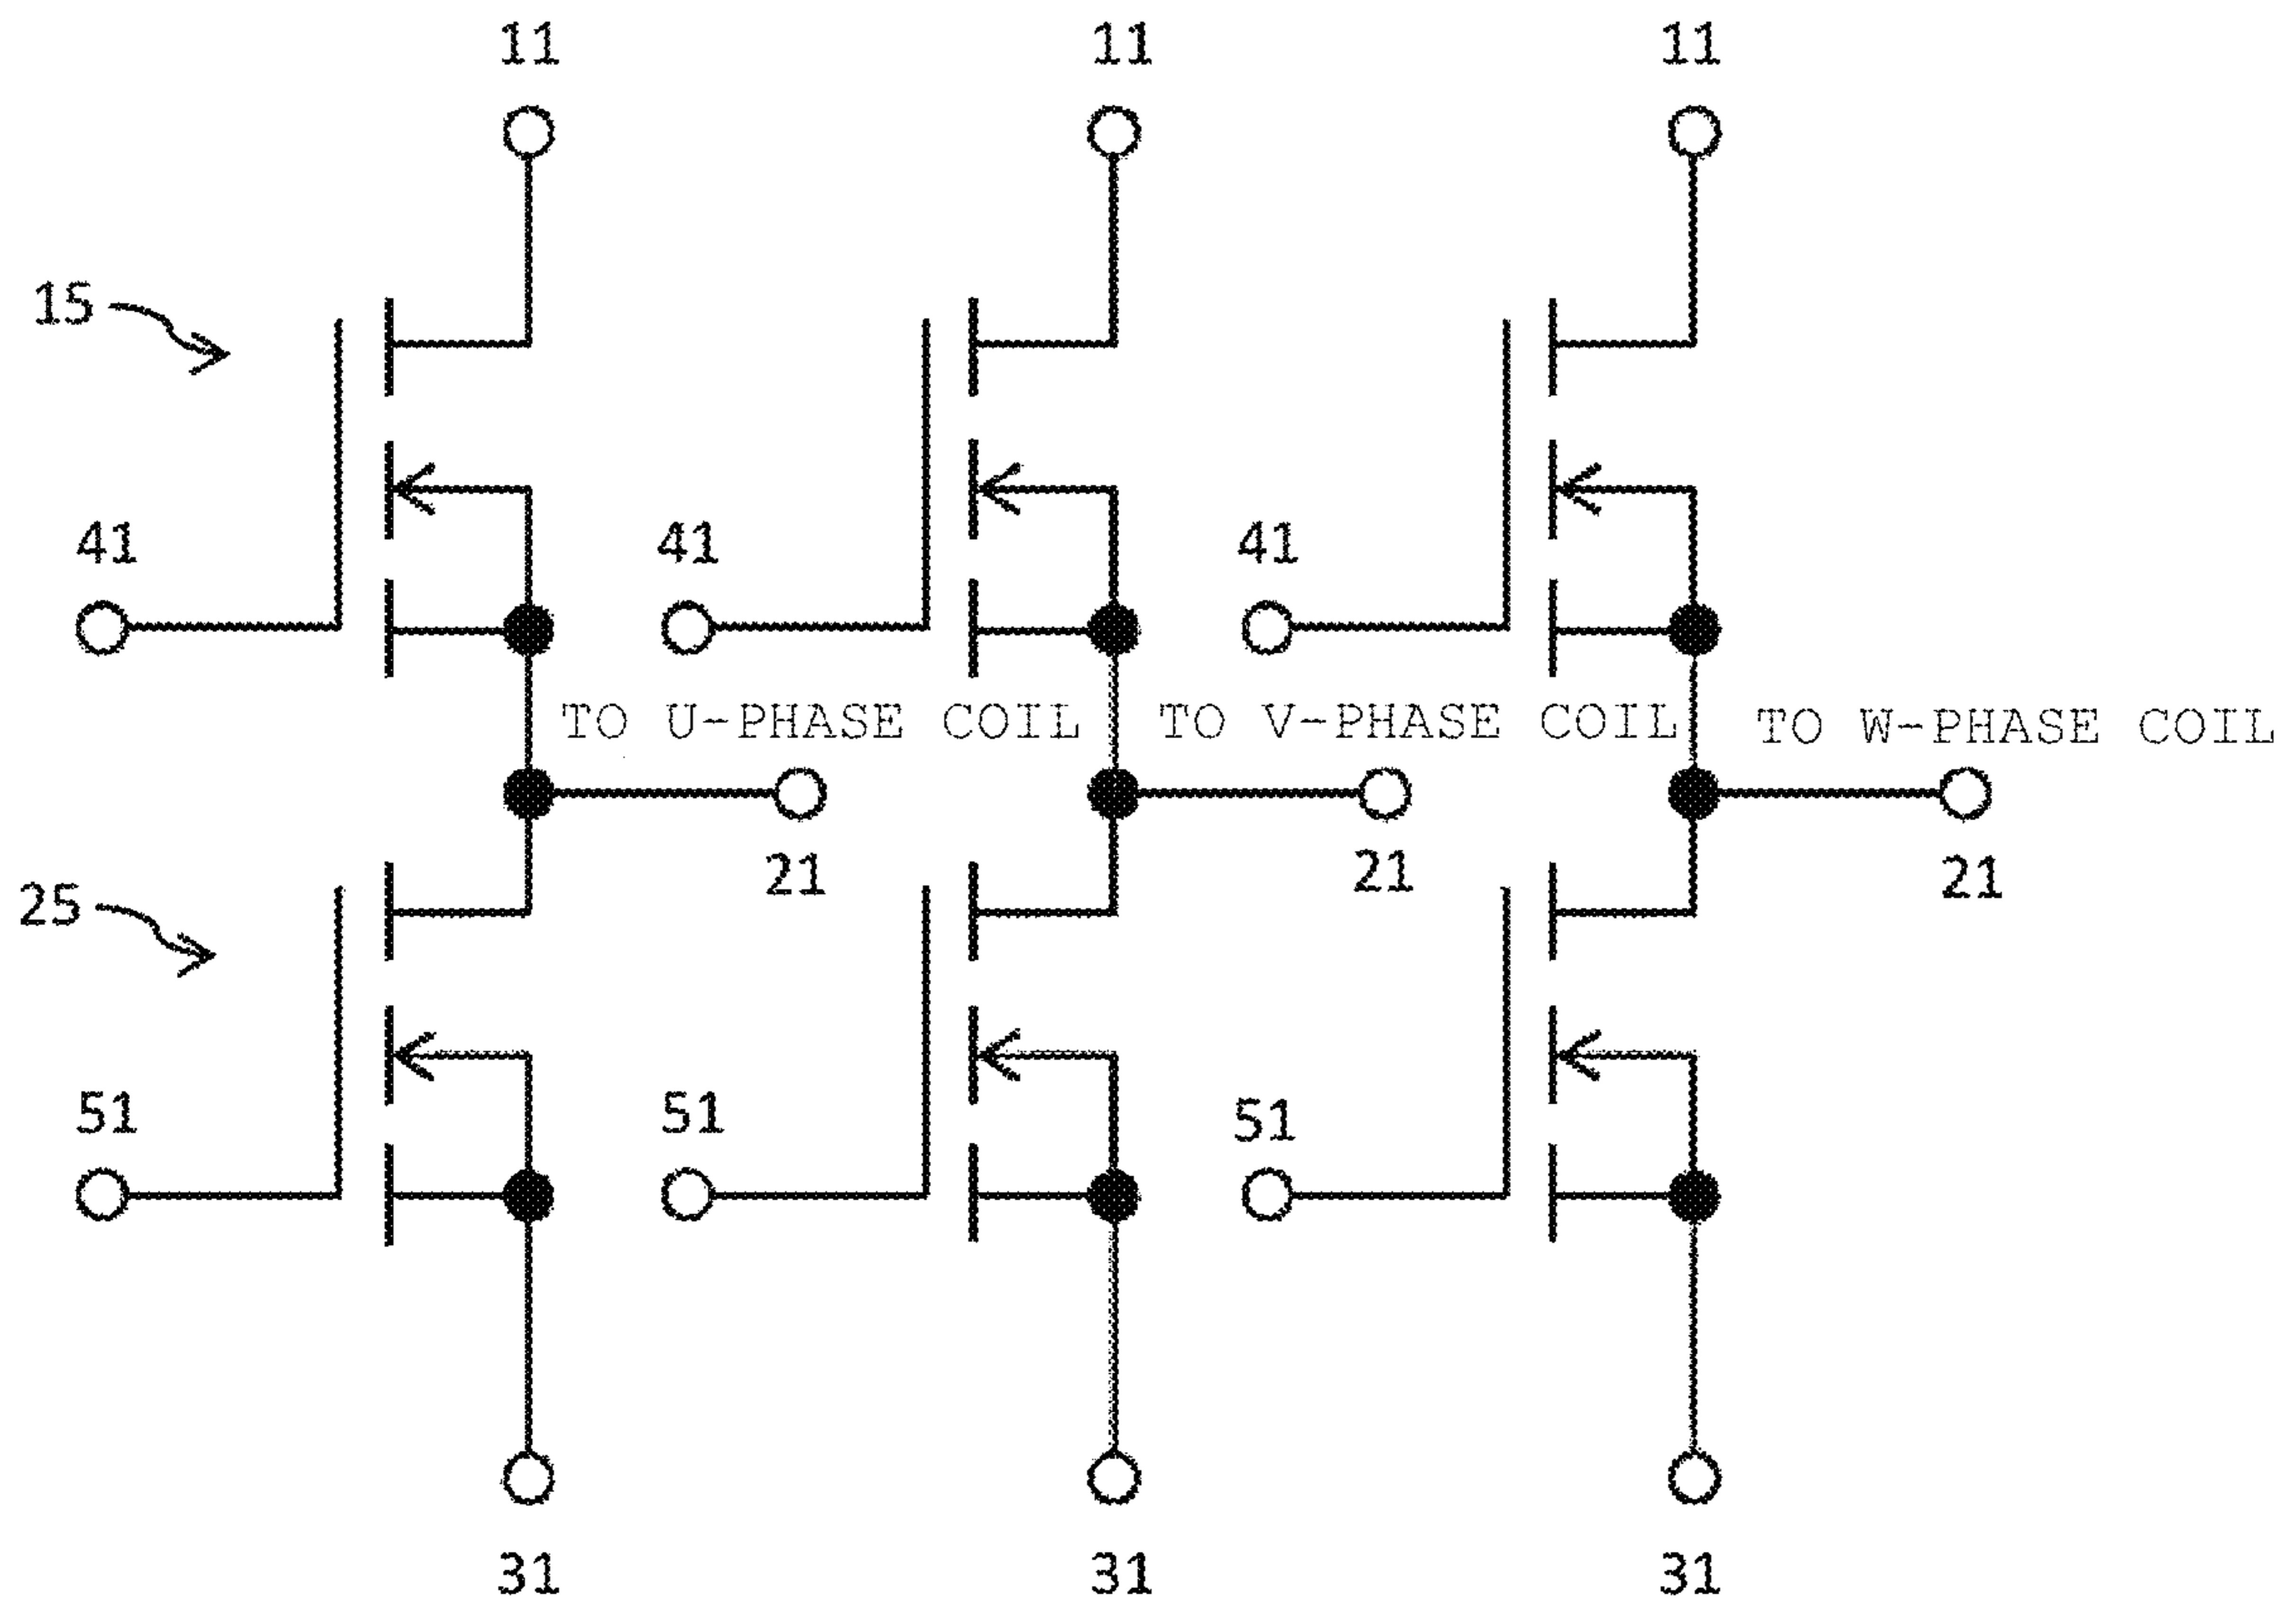 11 11 11
15
41 41 41
TO U-PHASE COIL TO V-PHASE COIL TO W-PHASE COIL
21 21 21
25
51 51 51
31 31 31